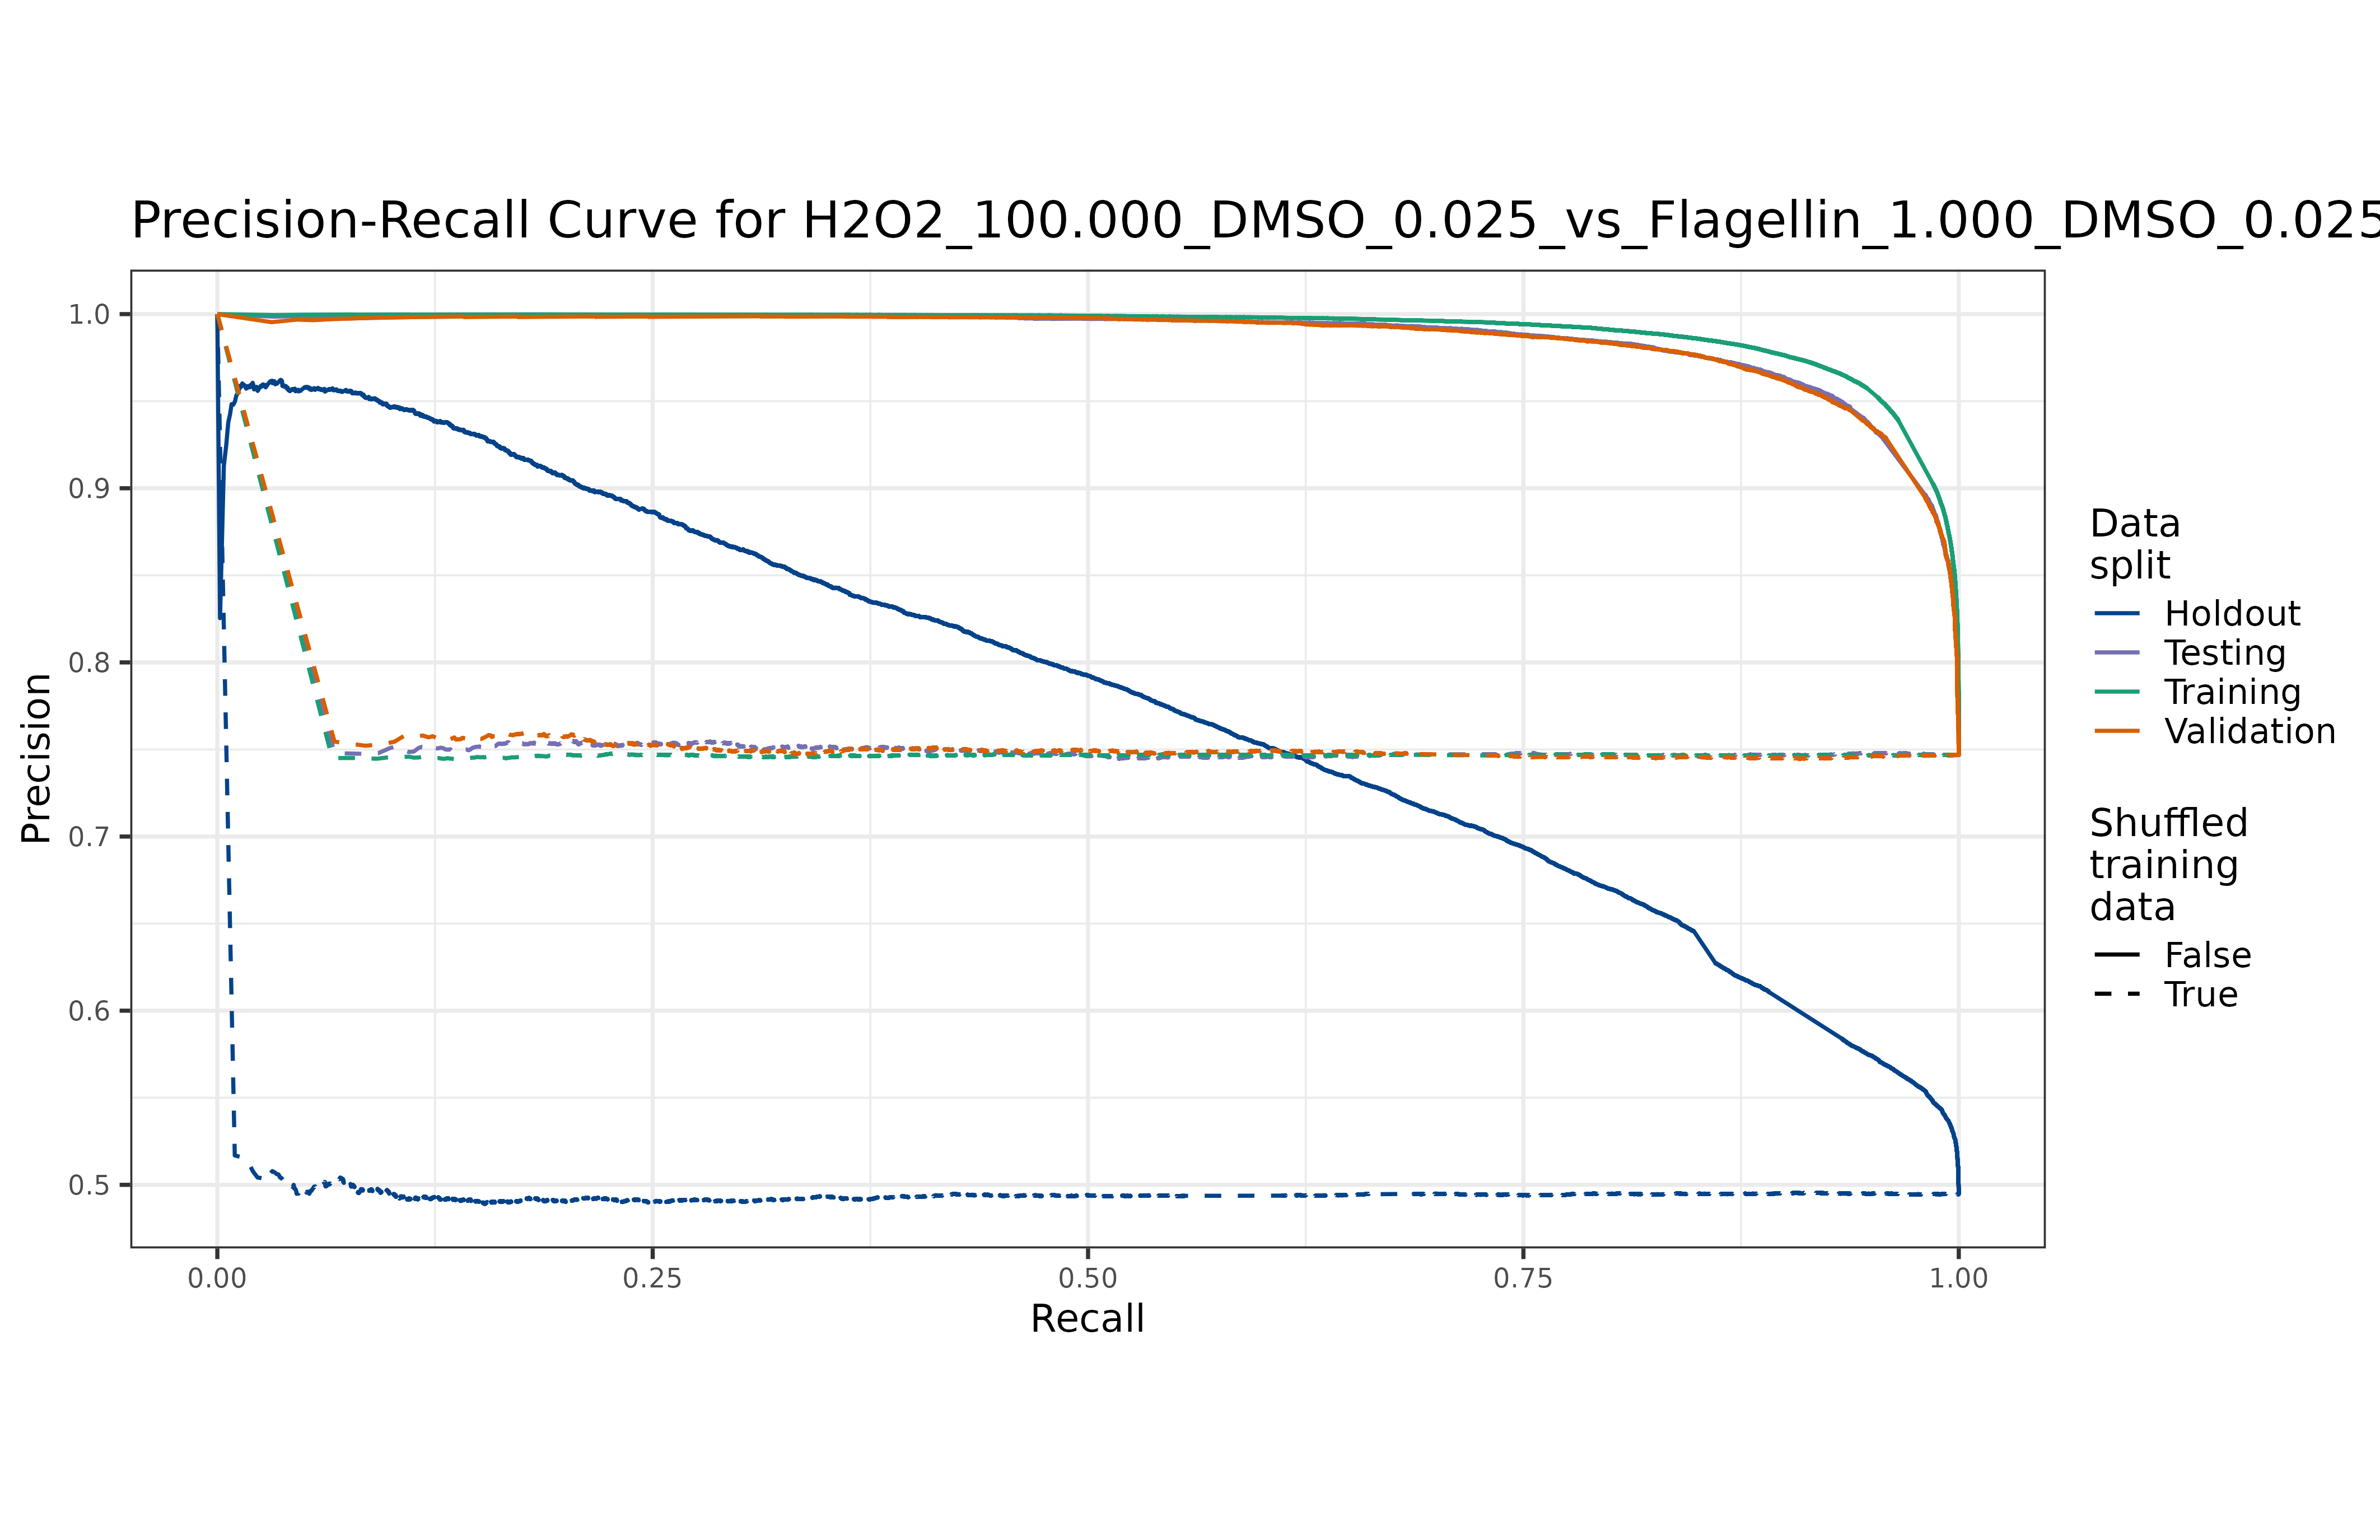 Precision-Recall Curve for H2O2_100.000_DMSO_0.025_vs_Flagellin_1.000_DMSO_0.025
Precision
1.0
0.9
0.8
0.7
0.6
0.5
0.00
0.25
0.50
0.75
1.00
Recall
Data
split
Holdout
Testing
Training
Validation
Shuffled
training
data
False
True